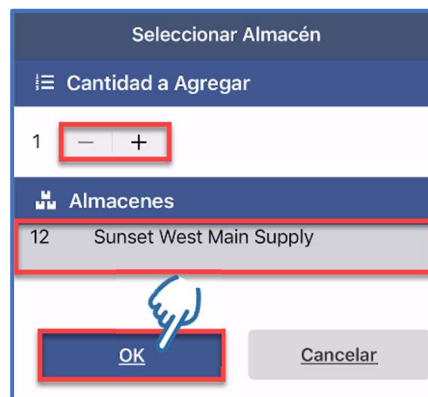 Seleccionar Almacén
Cantidad a Agregar
1 − +
Almacenes
12 Sunset West Main Supply
OK Cancelar